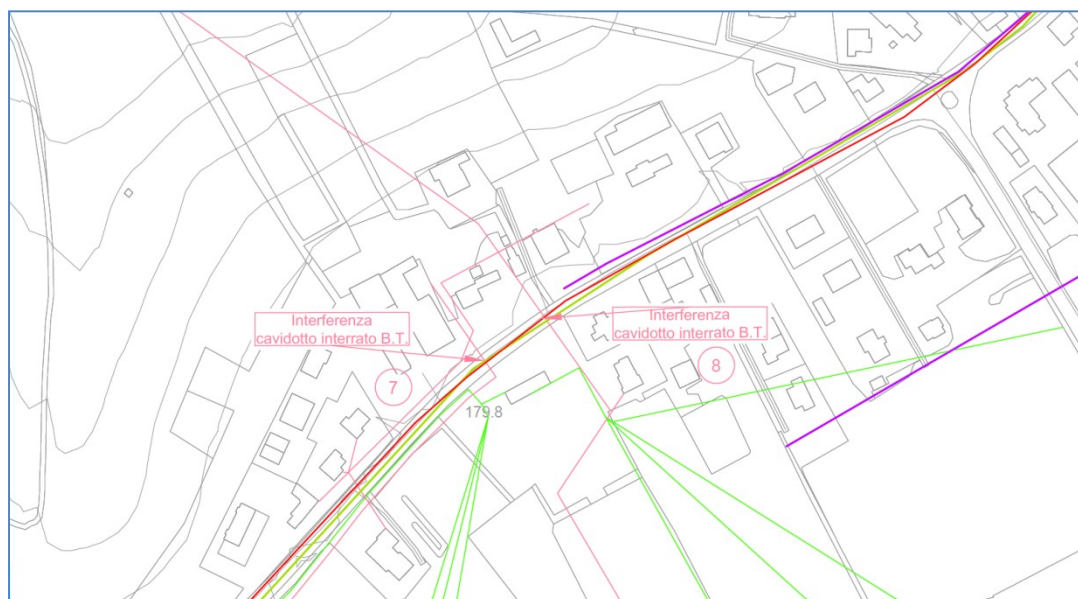 Interferenza
cavidotto interrato B.T.
7
Interferenza
cavidotto interrato B.T.
8
179.8